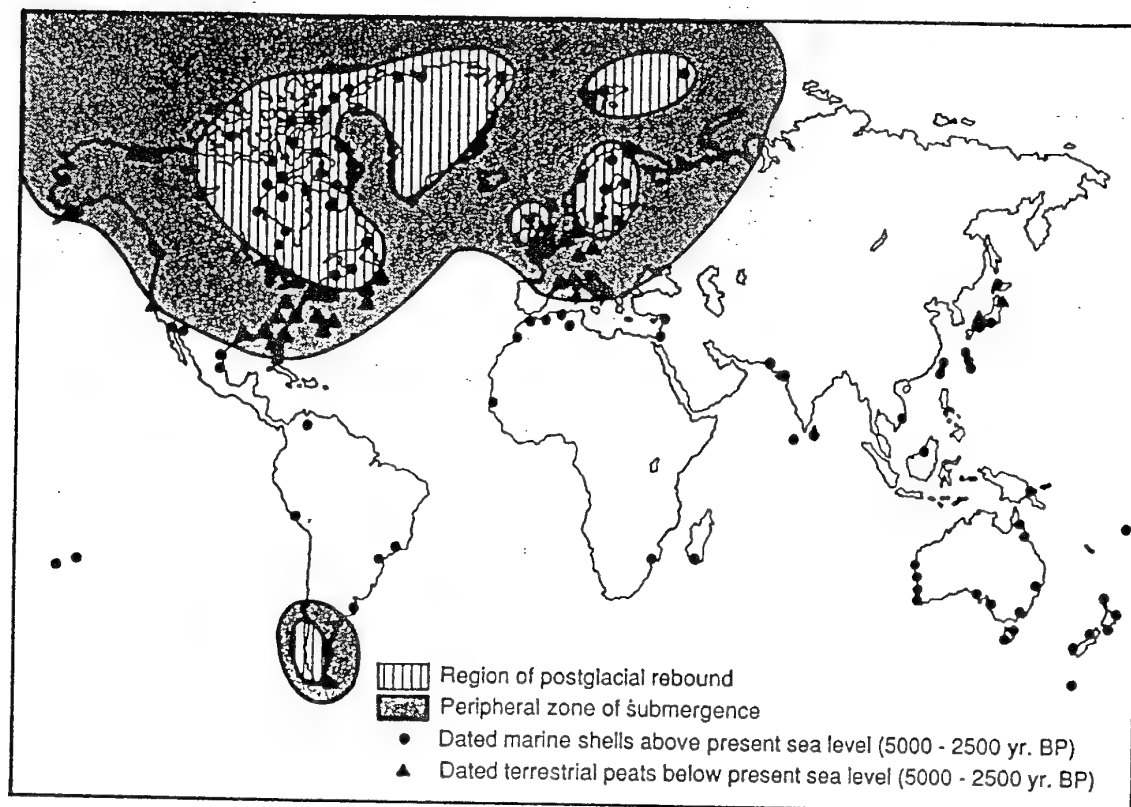 Region of postglacial rebound
Peripheral zone of submergence
Dated marine shells above present sea level (5000 - 2500 yr. BP)
Dated terrestrial peats below present sea level (5000 - 2500 yr. BP)